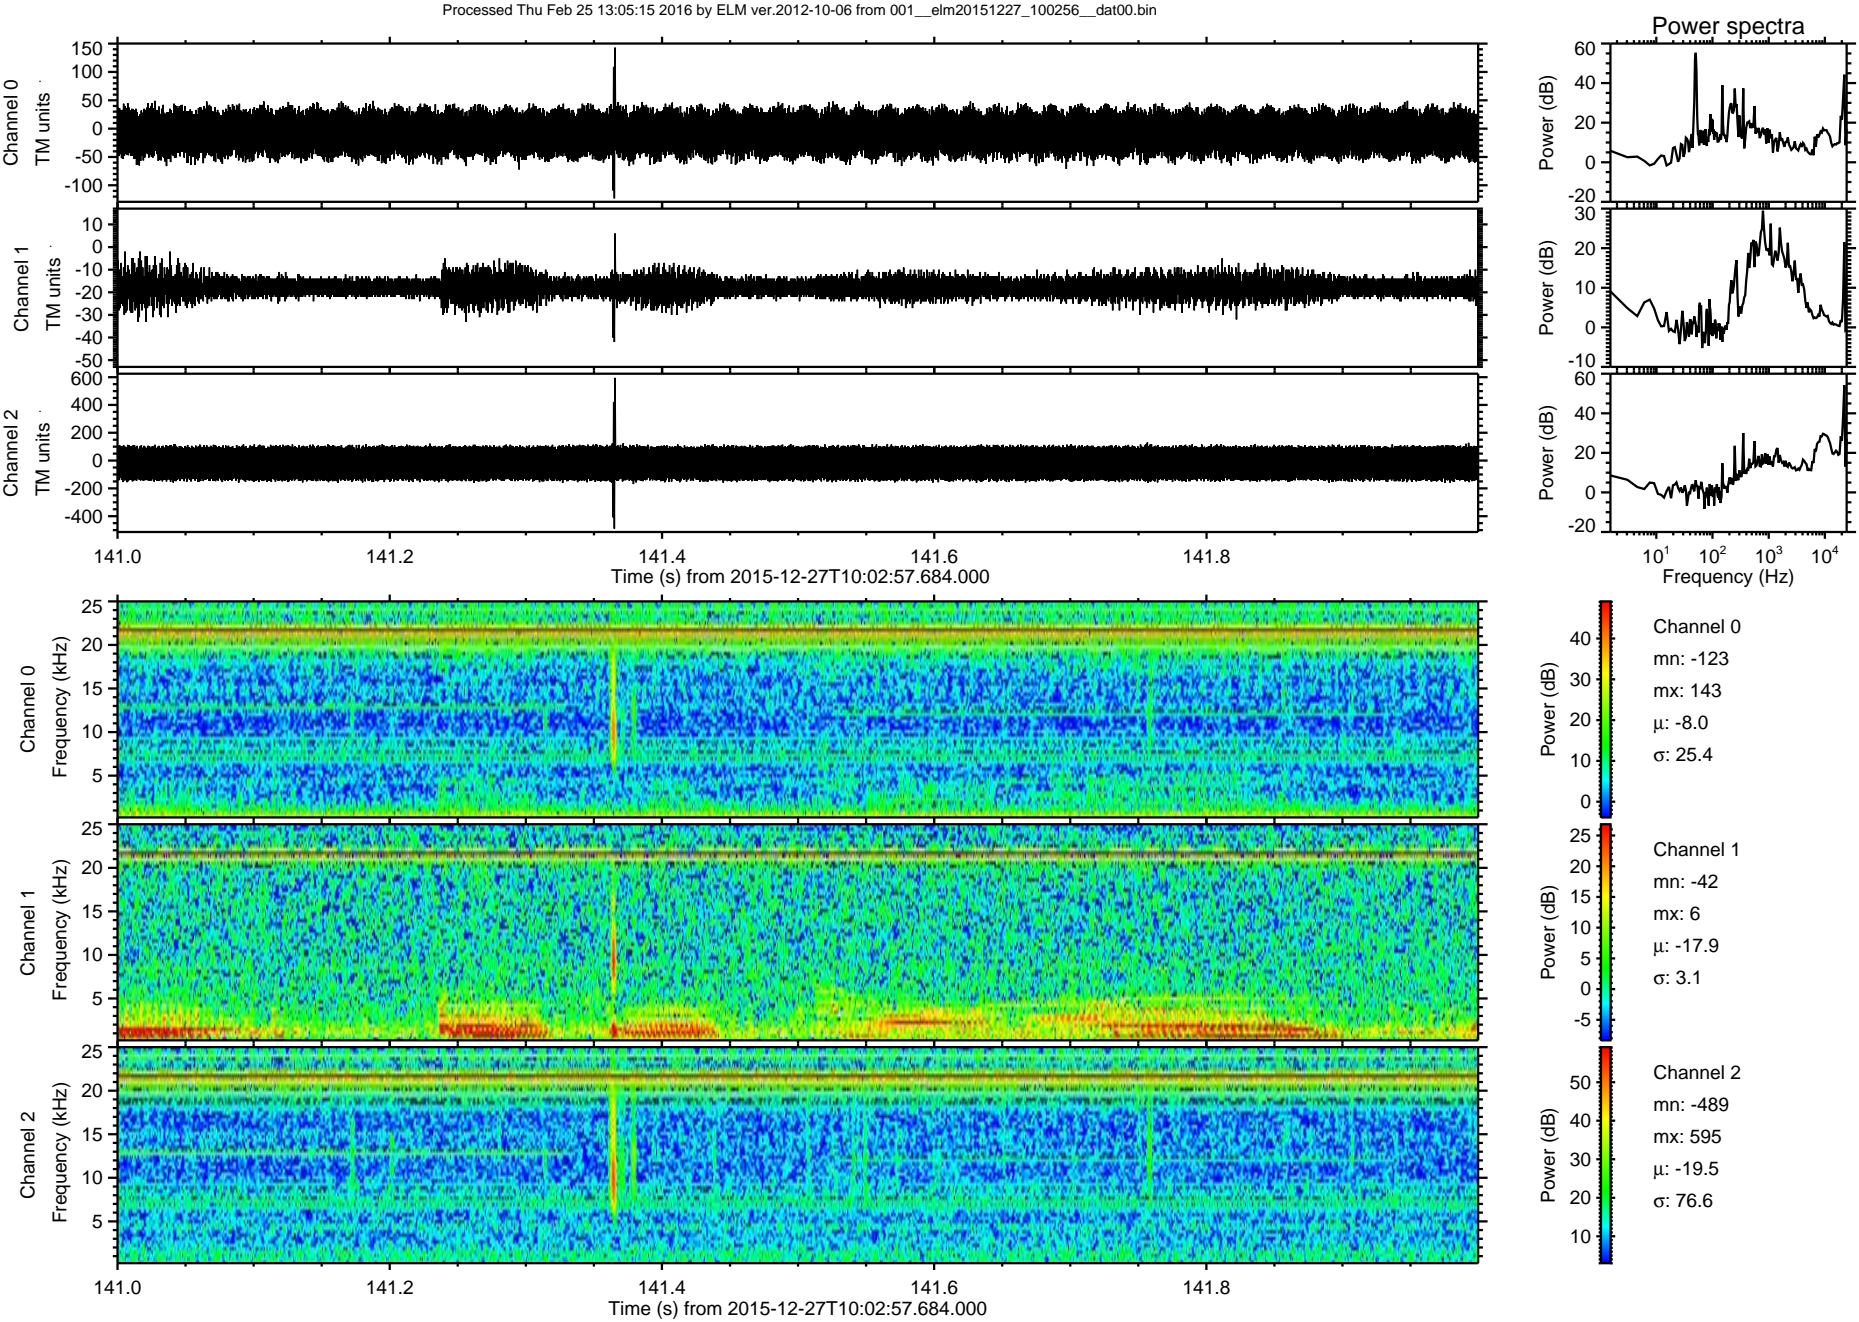 Processed Thu Feb 25 13:05:15 2016 by ELM ver.2012-10-06 from 001__elm20151227_100256__dat00.bin
Power spectra
Channel 0
TM units
150
100
50
0
-50
-100
Power (dB)
60
40
20
0
-20
Channel 1
TM units
10
0
-10
-20
-30
-40
-50
Power (dB)
30
20
10
0
-10
Channel 2
TM units
600
400
200
0
-200
-400
Power (dB)
60
40
20
0
-20
141.0 141.2 141.4 141.6 141.8
Time (s) from 2015-12-27T10:02:57.684.000
10¹ 10² 10³ 10⁴
Frequency (Hz)
Channel 0
Frequency (kHz)
25
20
15
10
5
Power (dB)
40
30
20
10
0
Channel 0
mn: -123
mx: 143
μ: -8.0
σ: 25.4
Channel 1
Frequency (kHz)
25
20
15
10
5
Power (dB)
25
20
15
10
5
0
-5
Channel 1
mn: -42
mx: 6
μ: -17.9
σ: 3.1
Channel 2
Frequency (kHz)
25
20
15
10
5
Power (dB)
50
40
30
20
10
Channel 2
mn: -489
mx: 595
μ: -19.5
σ: 76.6
141.0 141.2 141.4 141.6 141.8
Time (s) from 2015-12-27T10:02:57.684.000